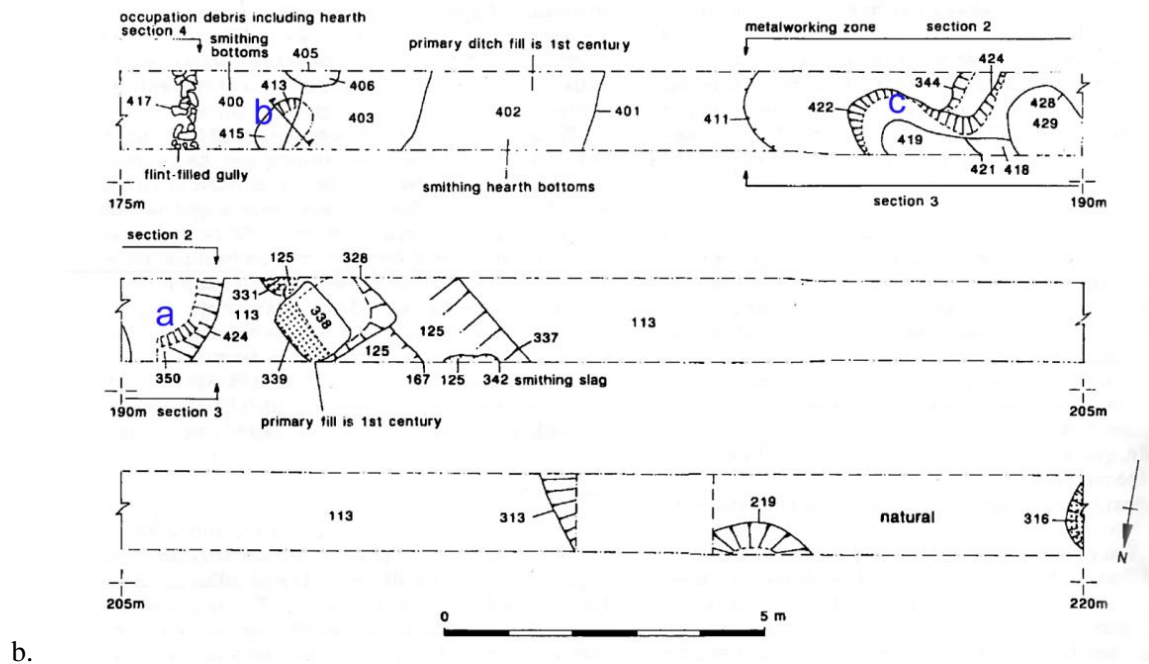 occupation debris including hearth
section 4
smithing
bottoms
405
primary ditch fill is 1st century
metalworking zone
section 2
424
344
417
400
413
406
b
403
402
401
411
422
c
428
429
415
419
flint-filled gully
smithing hearth bottoms
421
418
175m
section 3
190m
section 2
125
328
331
a
113
338
125
113
424
125
337
350
339
167
125
342 smithing slag
190m
section 3
primary fill is 1st century
205m
113
313
219
natural
316
N
205m
0
5 m
220m
b.